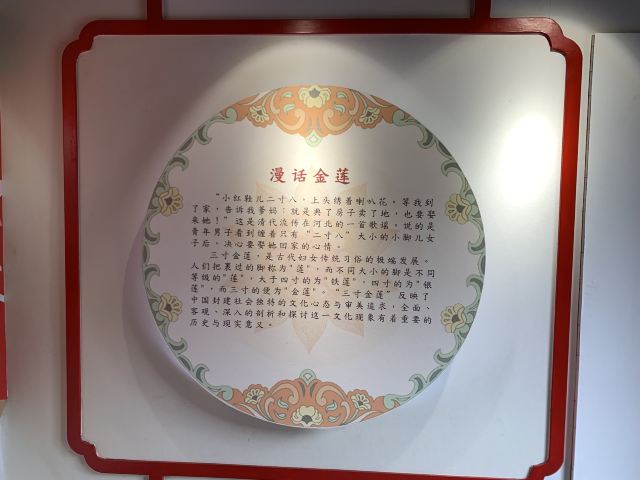 漫话金莲
“小红鞋儿二寸八，上头绣着喇叭花，等我到
了家，告诉我爹妈：就是典了房子卖了地，也要娶
来她！”这是清代流传在河北的一首歌谣。说的是
青年男子看到缠着只有“二寸八”大小的小脚儿女
子后，决心要娶她回家的心情。
三寸金莲，是古代妇女传统习俗的极端发展。
人们把裹过的脚称为“莲”，而不同大小的脚是不同
等级的“莲”，大于四寸的为“铁莲”，四寸的为“银
莲”，而三寸的便为“金莲”。“三寸金莲”反映了
中国封建社会独特的文化心态与审美追求，全面、
客观、深入的剖析和探讨这一文化现象有着重要的
历史与现实意义。